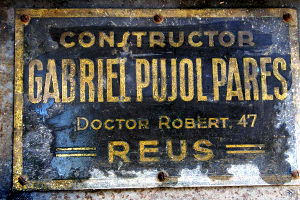 CONSTRUCTOR
GABRIEL PUJOL PARES
DOCTOR ROBERT. 47
REUS